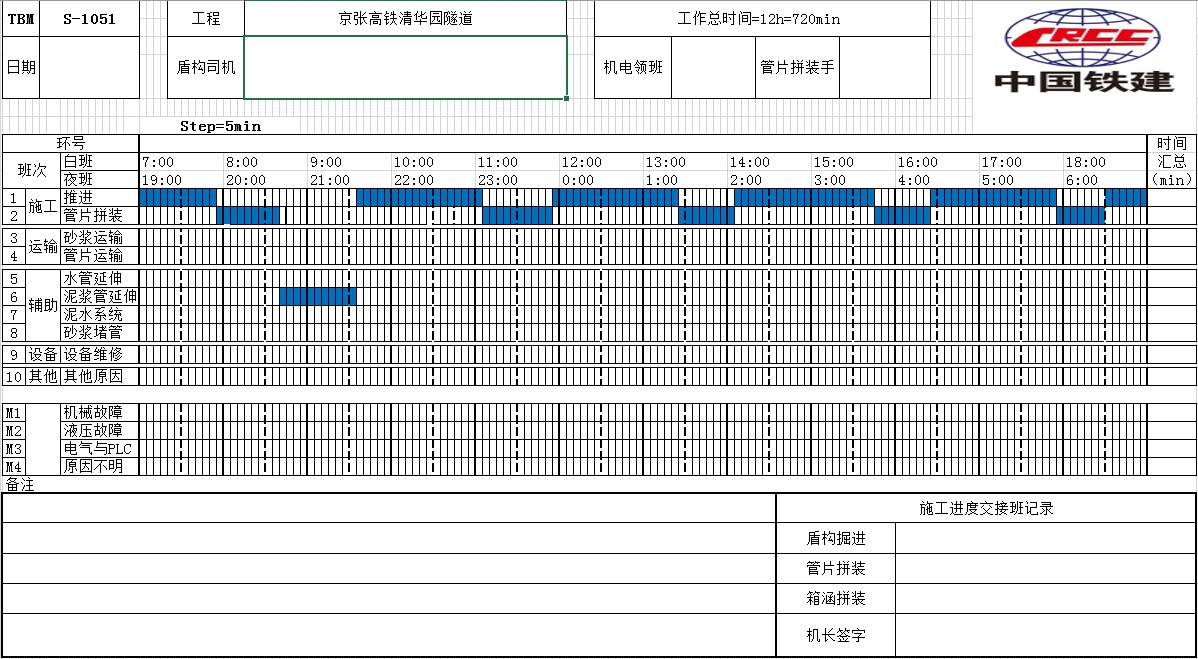 TBM S-1051 工程 京张高铁清华园隧道 工作总时间=12h=720min
CRCC
中国铁建
日期 盾构司机 机电领班 管片拼装手
Step=5min
环号 时间
班次 白班 7:00 8:00 9:00 10:00 11:00 12:00 13:00 14:00 15:00 16:00 17:00 18:00 汇总
夜班 19:00 20:00 21:00 22:00 23:00 0:00 1:00 2:00 3:00 4:00 5:00 6:00 (min)
1 施工 推进
2 管片拼装
3 运输 砂浆运输
4 管片运输
5 辅助 水管延伸
6 泥浆管延伸
7 泥水系统
8 砂浆堵管
9 设备 设备维修
10 其他 其他原因
M1 机械故障
M2 液压故障
M3 电气与PLC
M4 原因不明
备注
施工进度交接班记录
盾构掘进
管片拼装
箱涵拼装
机长签字